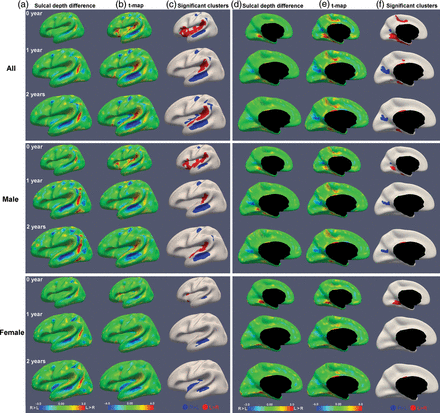 (a) Sulcal depth difference (b) t-map (c) Significant clusters (d) Sulcal depth difference (e) t-map (f) Significant clusters
0 year
1 year
All
2 years
0 year
1 year
Male
2 years
0 year
1 year
Female
2 years
R > L L > R R > L L > R